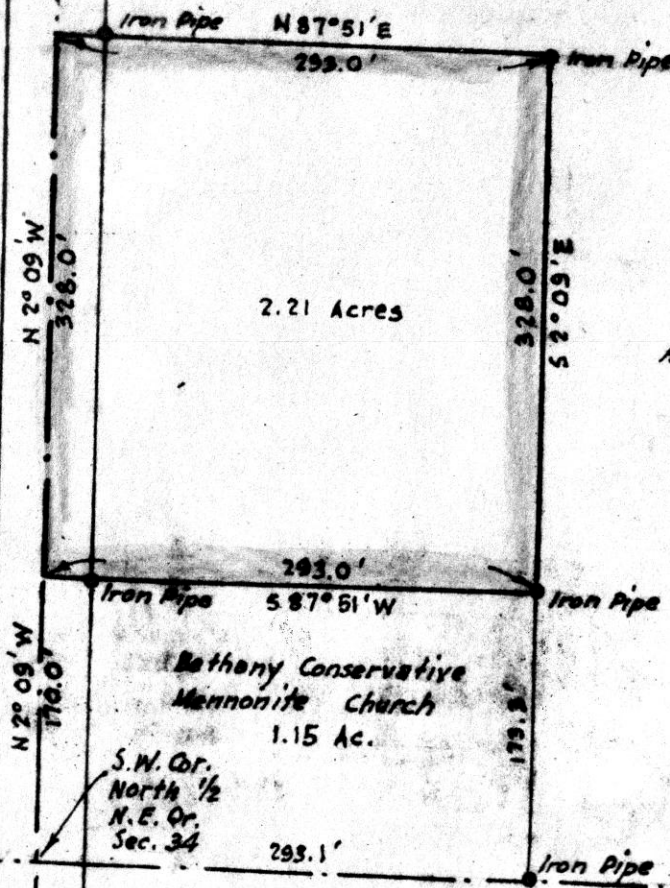 Iron Pipe
N 87°51'E
293.0'
Iron Pipe
N 2°09'W
328.0'
2.21 Acres
328.0'
S 2°09'E
293.0'
Iron Pipe
S 87°51'W
Iron Pipe
N 2°09'W
170.0'
Bethany Conservative
Mennonite Church
1.15 Ac.
S.W. Cor.
North 1/2
N.E. Qr.
Sec. 34
293.1'
Iron Pipe